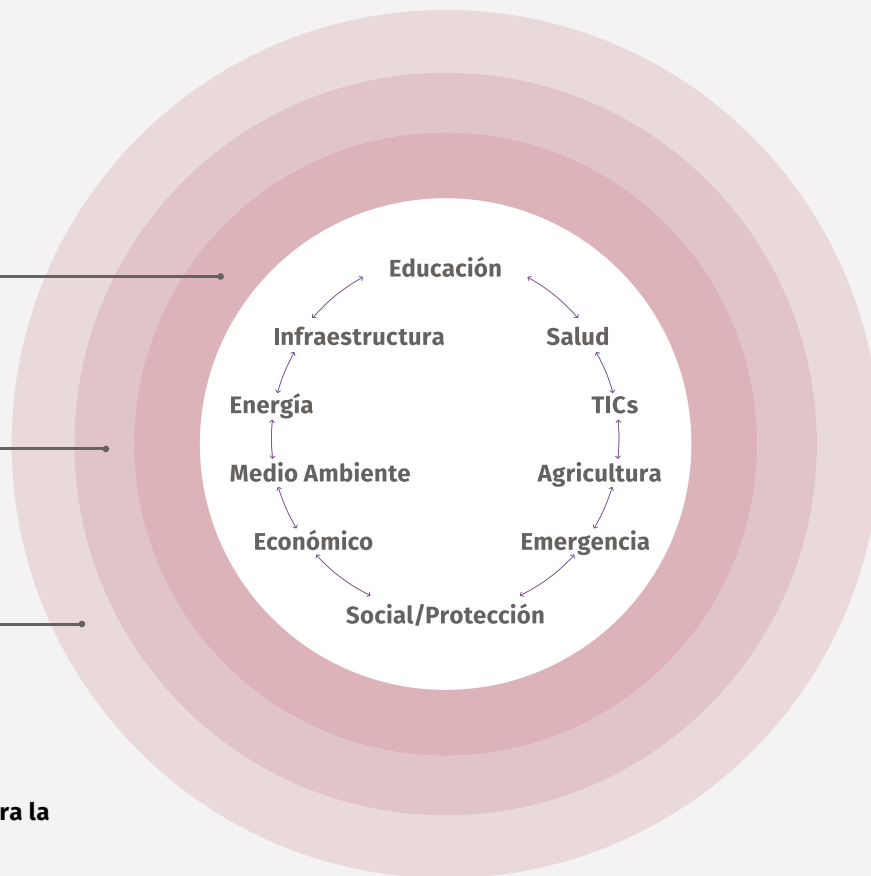 Educación
Infraestructura Salud
Energía TICs
Medio Ambiente Agricultura
Económico Emergencia
Social/Protección
ra la